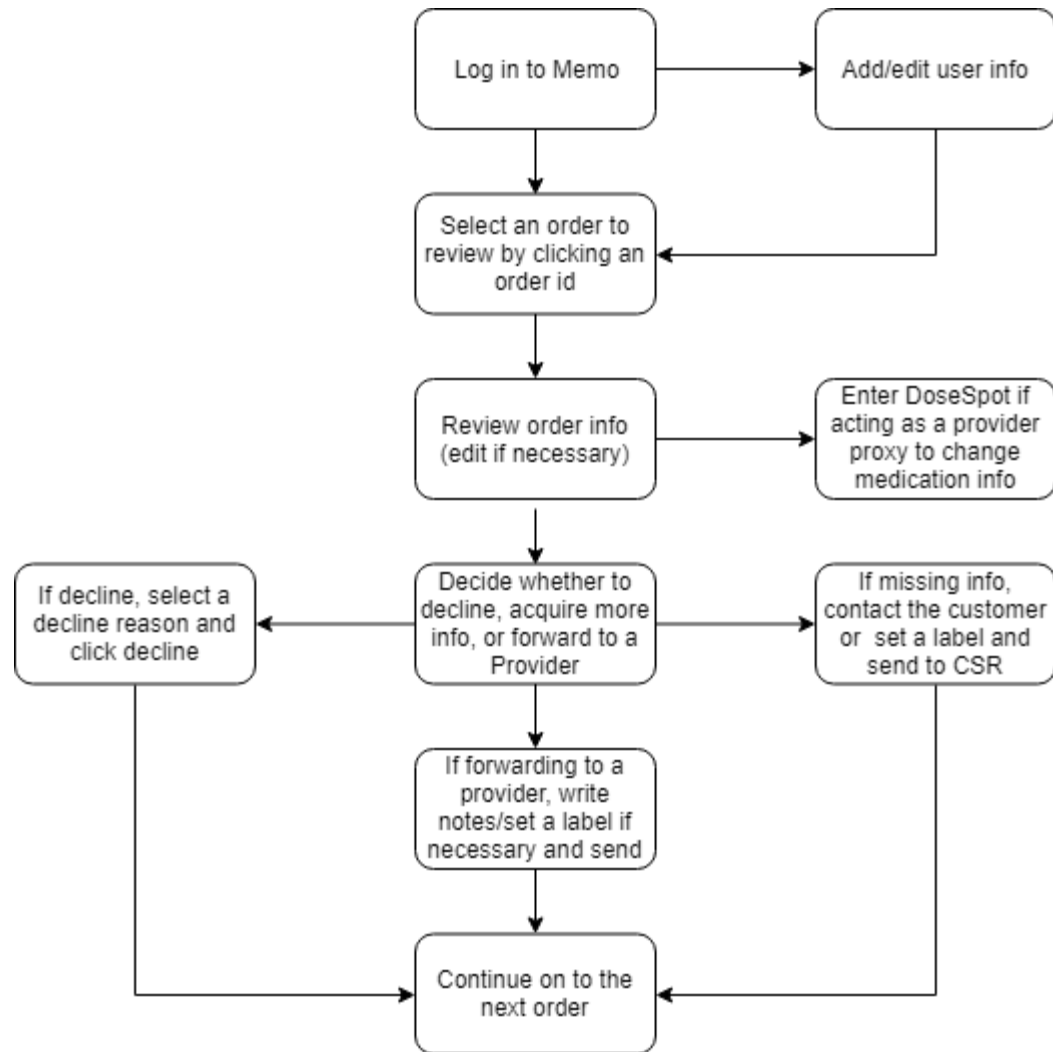 Log in to Memo
Add/edit user info
Select an order to
review by clicking an
order id
Review order info
(edit if necessary)
Enter DoseSpot if
acting as a provider
proxy to change
medication info
If decline, select a
decline reason and
click decline
Decide whether to
decline, acquire more
info, or forward to a
Provider
If missing info,
contact the customer
or set a label and
send to CSR
If forwarding to a
provider, write
notes/set a label if
necessary and send
Continue on to the
next order